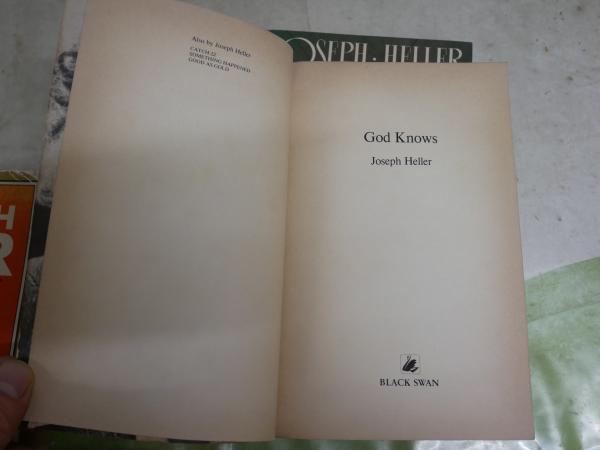 Also by Joseph Heller
CATCH-22
SOMETHING HAPPENED
GOOD AS GOLD
JOSEPH · HELLER
God Knows
Joseph Heller
BLACK SWAN
H
R